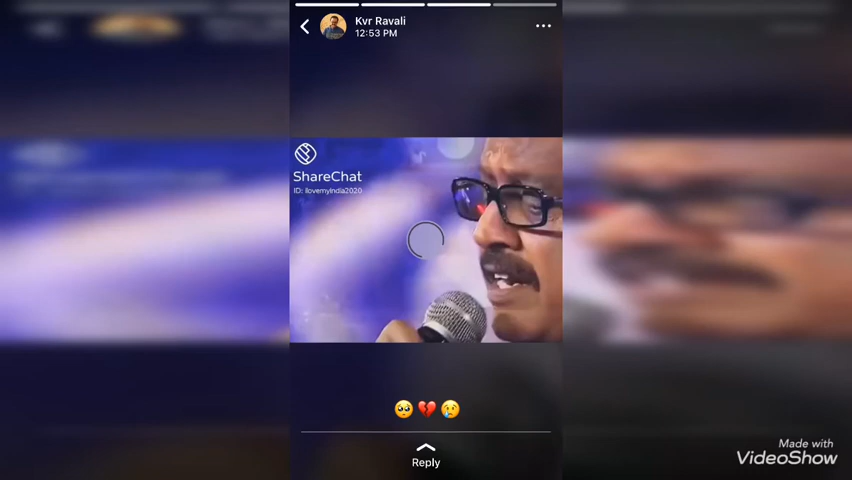 Kvr Ravali
12:53 PM
ShareChat
ID: ilovemyindia2020
🥺💔😢
Reply
Made with
VideoShow